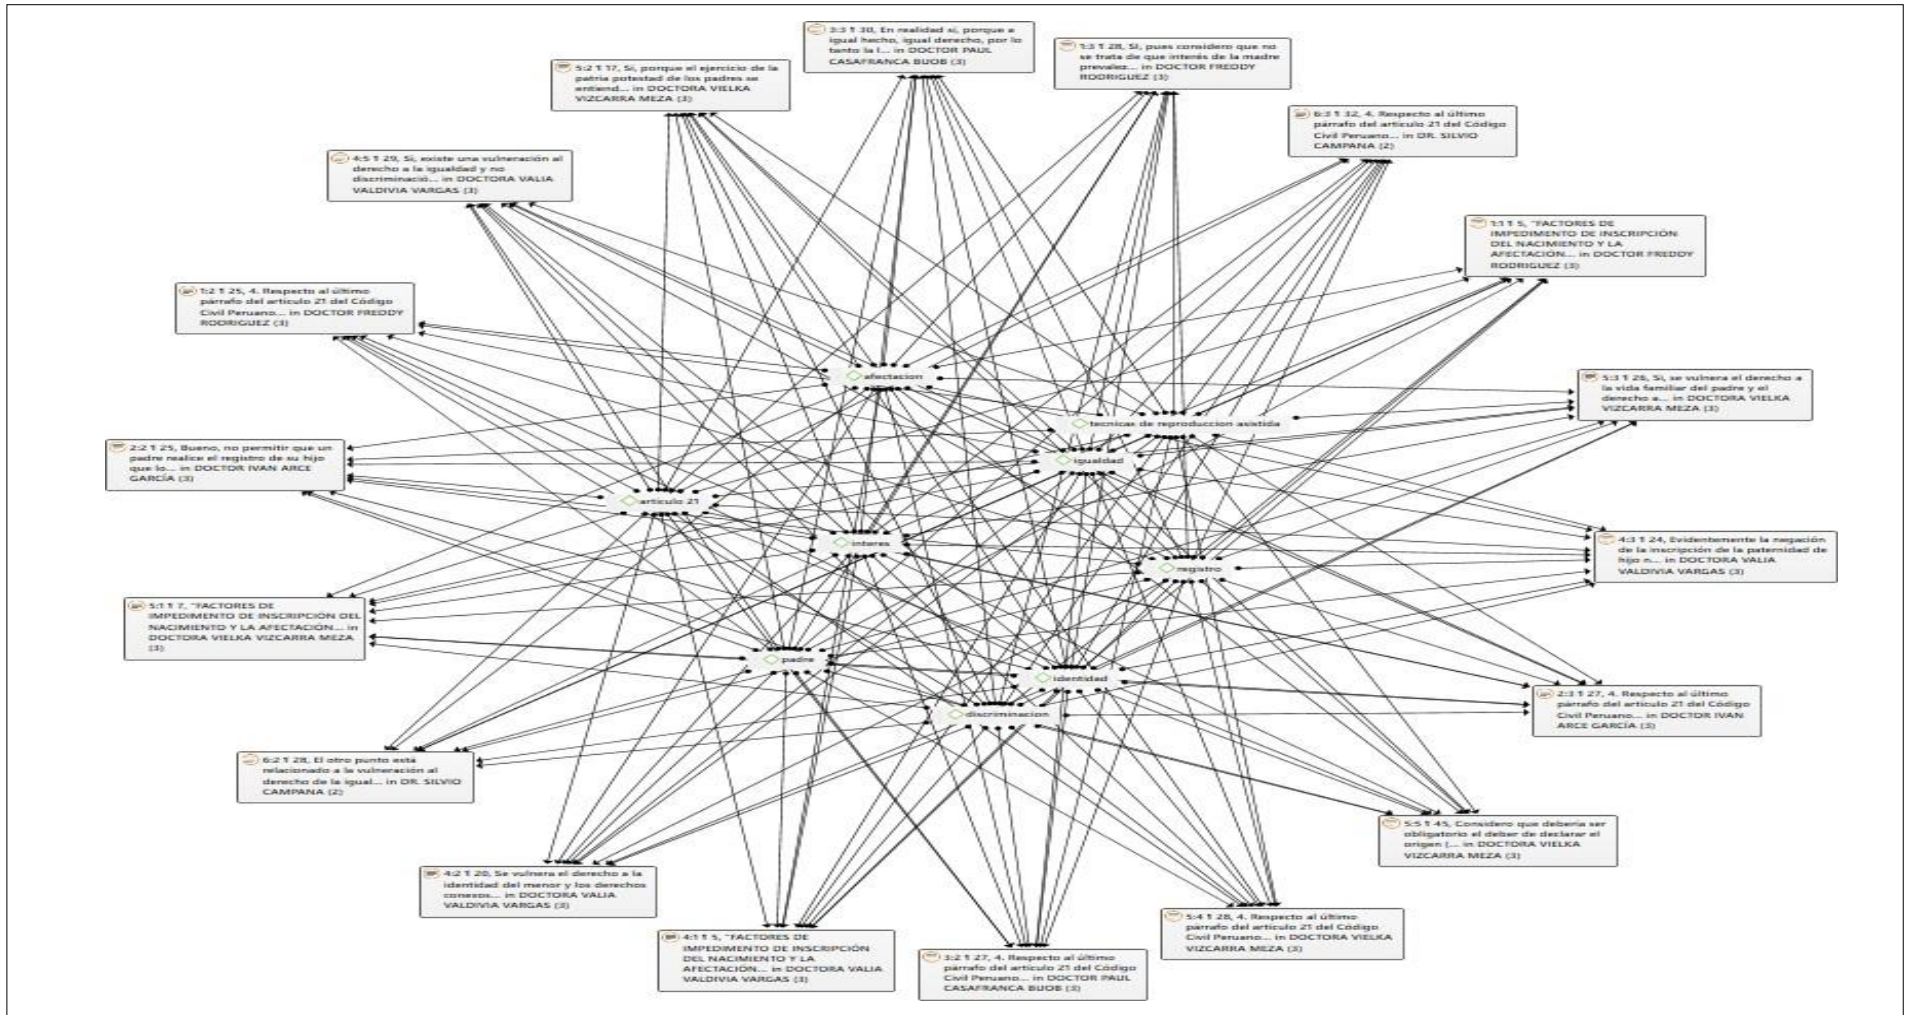 3:3 ¶ 30, En realidad si, porque a
igual hecho, igual derecho, por lo
tanto la l... in DOCTOR PAUL
CASAFRANCA BUOB (3)
1:3 ¶ 28, Si, pues considero que no
se trata de que interés de la madre
prevalez... in DOCTOR FREDDY
RODRIGUEZ (3)
5:2 ¶ 17, Si, porque el ejercicio de la
patria potestad de los padres se
entiend... in DOCTORA VIELKA
VIZCARRA MEZA (3)
6:3 ¶ 32, 4. Respecto al último
párrafo del artículo 21 del Código
Civil Peruano... in DR. SILVIO
CAMPANA (2)
4:5 ¶ 29, Si, existe una vulneración al
derecho a la igualdad y no
discriminació... in DOCTORA VALIA
VALDIVIA VARGAS (3)
1:1 ¶ 5, "FACTORES DE
IMPEDIMENTO DE INSCRIPCIÓN
DEL NACIMIENTO Y LA
AFECTACIÓN... in DOCTOR FREDDY
RODRIGUEZ (3)
1:2 ¶ 25, 4. Respecto al último
párrafo del artículo 21 del Código
Civil Peruano... in DOCTOR FREDDY
RODRIGUEZ (3)
afectacion
5:3 ¶ 26, Si, se vulnera el derecho a
la vida familiar del padre y el
derecho a... in DOCTORA VIELKA
VIZCARRA MEZA (3)
tecnicas de reproduccion asistida
igualdad
2:2 ¶ 25, Bueno, no permitir que un
padre realice el registro de su hijo
que lo... in DOCTOR IVAN ARCE
GARCÍA (3)
articulo 21
interes
registro
4:3 ¶ 24, Evidentemente la negación
de la inscripción de la paternidad de
hijo n... in DOCTORA VALIA
VALDIVIA VARGAS (3)
5:1 ¶ 7, "FACTORES DE
IMPEDIMENTO DE INSCRIPCIÓN DEL
NACIMIENTO Y LA AFECTACIÓN... in
DOCTORA VIELKA VIZCARRA MEZA
(3)
padre
identidad
discriminacion
2:3 ¶ 27, 4. Respecto al último
párrafo del artículo 21 del Código
Civil Peruano... in DOCTOR IVAN
ARCE GARCÍA (3)
6:2 ¶ 28, El otro punto está
relacionado a la vulneración al
derecho de la igual... in DR. SILVIO
CAMPANA (2)
5:5 ¶ 45, Considero que debería ser
obligatorio el deber de declarar el
origen (... in DOCTORA VIELKA
VIZCARRA MEZA (3)
4:2 ¶ 20, Se vulnera el derecho a la
identidad del menor y los derechos
conexos... in DOCTORA VALIA
VALDIVIA VARGAS (3)
5:4 ¶ 28, 4. Respecto al último
párrafo del artículo 21 del Código
Civil Peruano... in DOCTORA VIELKA
VIZCARRA MEZA (3)
4:1 ¶ 5, "FACTORES DE
IMPEDIMENTO DE INSCRIPCIÓN
DEL NACIMIENTO Y LA
AFECTACIÓN... in DOCTORA VALIA
VALDIVIA VARGAS (3)
3:2 ¶ 27, 4. Respecto al último
párrafo del artículo 21 del Código
Civil Peruano... in DOCTOR PAUL
CASAFRANCA BUOB (3)